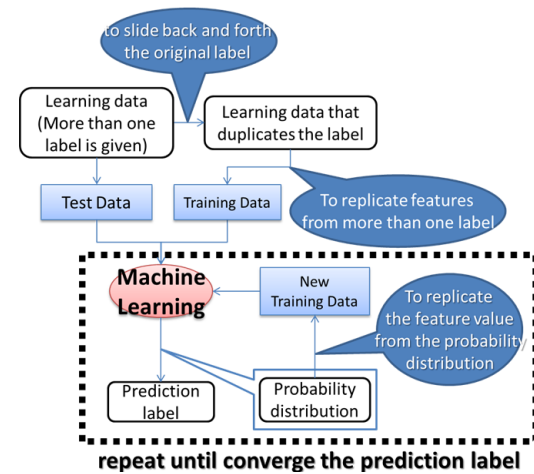 to slide back and forth
the original label
Learning data
(More than one
label is given)
Learning data that
duplicates the label
Test Data
Training Data
To replicate features
from more than one label
Machine
Learning
New
Training Data
To replicate
the feature value
from the probability
distribution
Prediction
label
Probability
distribution
repeat until converge the prediction label